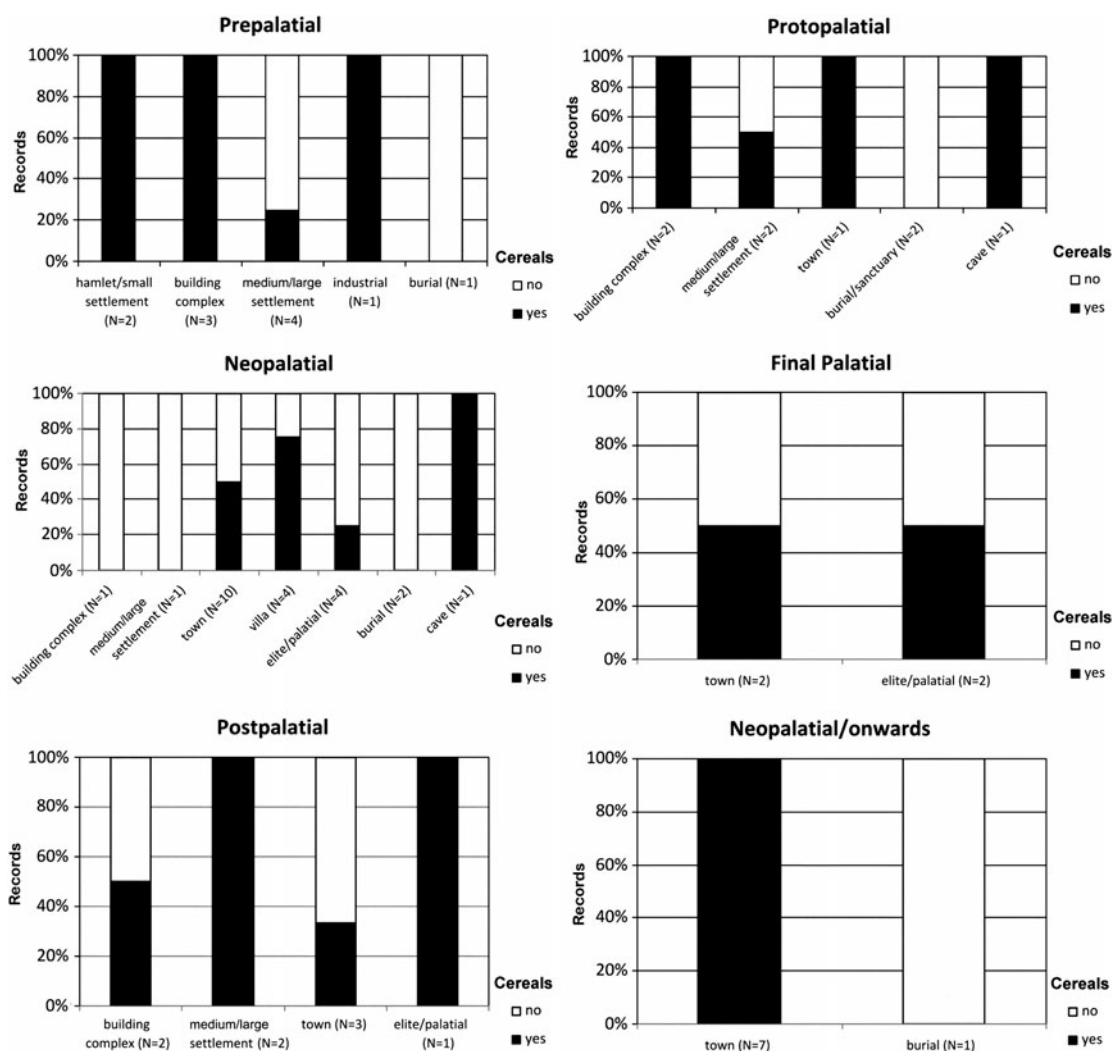 Prepalatial
100%
80%
60%
40%
20%
0%
Records
hamlet/small
settlement
(N=2)
building
complex
(N=3)
medium/large
settlement
(N=4)
industrial
(N=1)
burial (N=1)
Cereals
no
yes
Protopalatial
100%
80%
60%
40%
20%
0%
Records
building complex (N=2)
medium/large
settlement (N=2)
town (N=1)
burial/sanctuary (N=2)
cave (N=1)
Cereals
no
yes
Neopalatial
100%
80%
60%
40%
20%
0%
Records
building complex (N=1)
medium/large
settlement (N=1)
town (N=10)
villa (N=4)
elite/palatial (N=4)
burial (N=2)
cave (N=1)
Cereals
no
yes
Final Palatial
100%
80%
60%
40%
20%
0%
Records
town (N=2)
elite/palatial (N=2)
Cereals
no
yes
Postpalatial
100%
80%
60%
40%
20%
0%
Records
building
complex (N=2)
medium/large
settlement (N=2)
town (N=3)
elite/palatial
(N=1)
Cereals
no
yes
Neopalatial/onwards
100%
80%
60%
40%
20%
0%
Records
town (N=7)
burial (N=1)
Cereals
no
yes